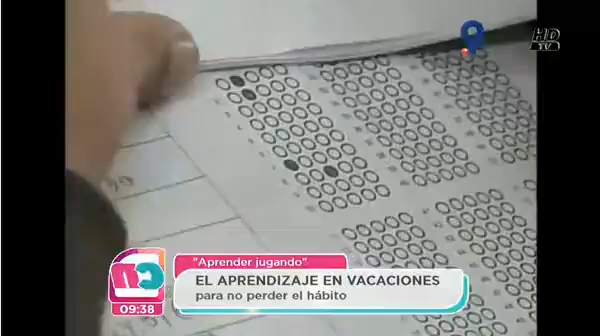 HD
TV
"Aprender jugando"
EL APRENDIZAJE EN VACACIONES
para no perder el hábito
09:38